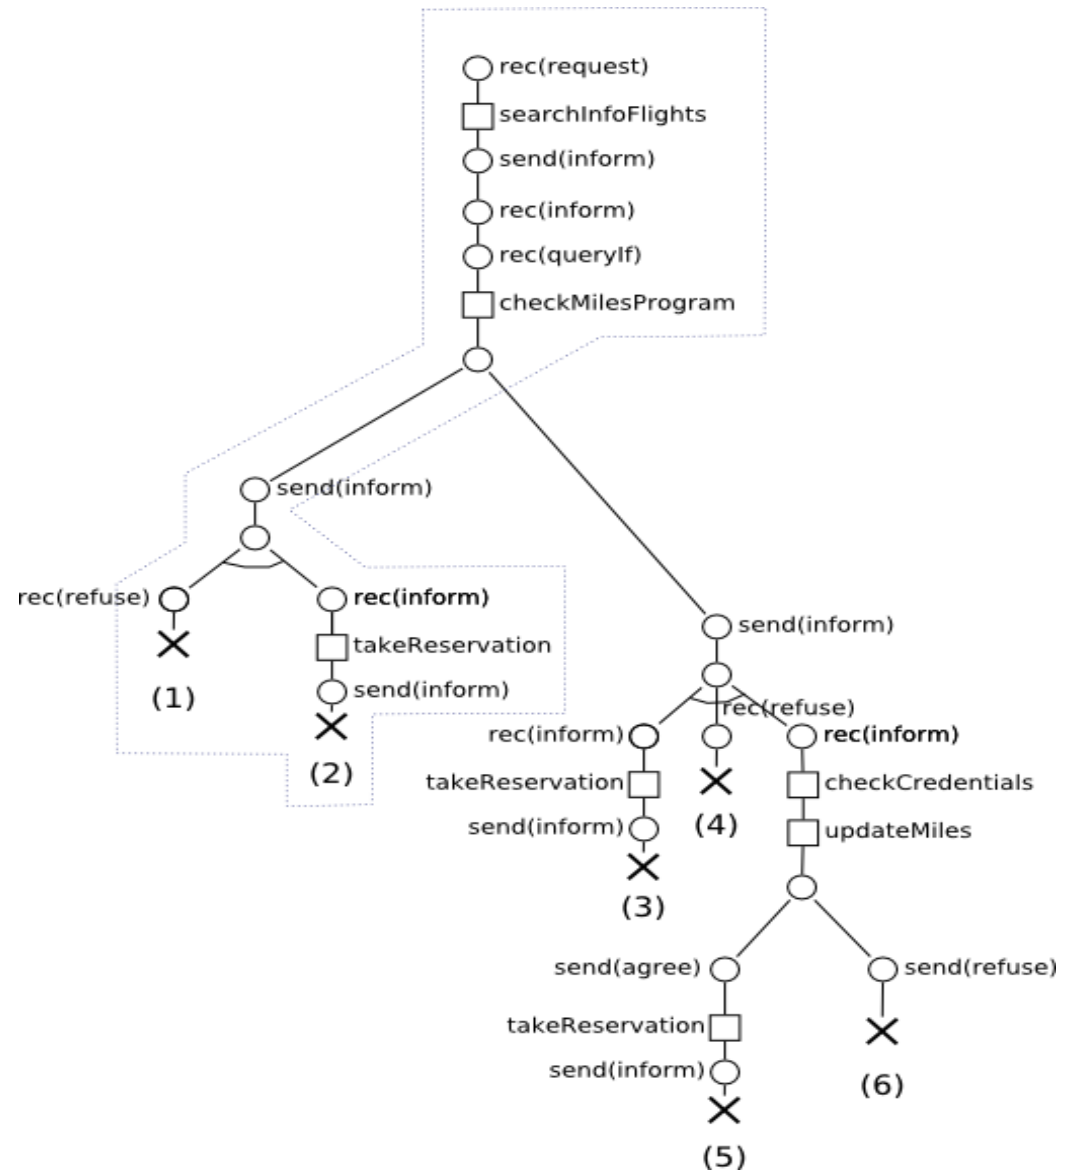 rec(request)
searchInfoFlights
send(inform)
rec(inform)
rec(queryIf)
checkMilesProgram
send(inform)
rec(refuse)
rec(inform)
takeReservation
send(inform)
(1)
(2)
send(inform)
rec(refuse)
rec(inform)
rec(inform)
takeReservation
checkCredentials
send(inform)
(4)
updateMiles
(3)
send(agree)
send(refuse)
takeReservation
send(inform)
(6)
(5)